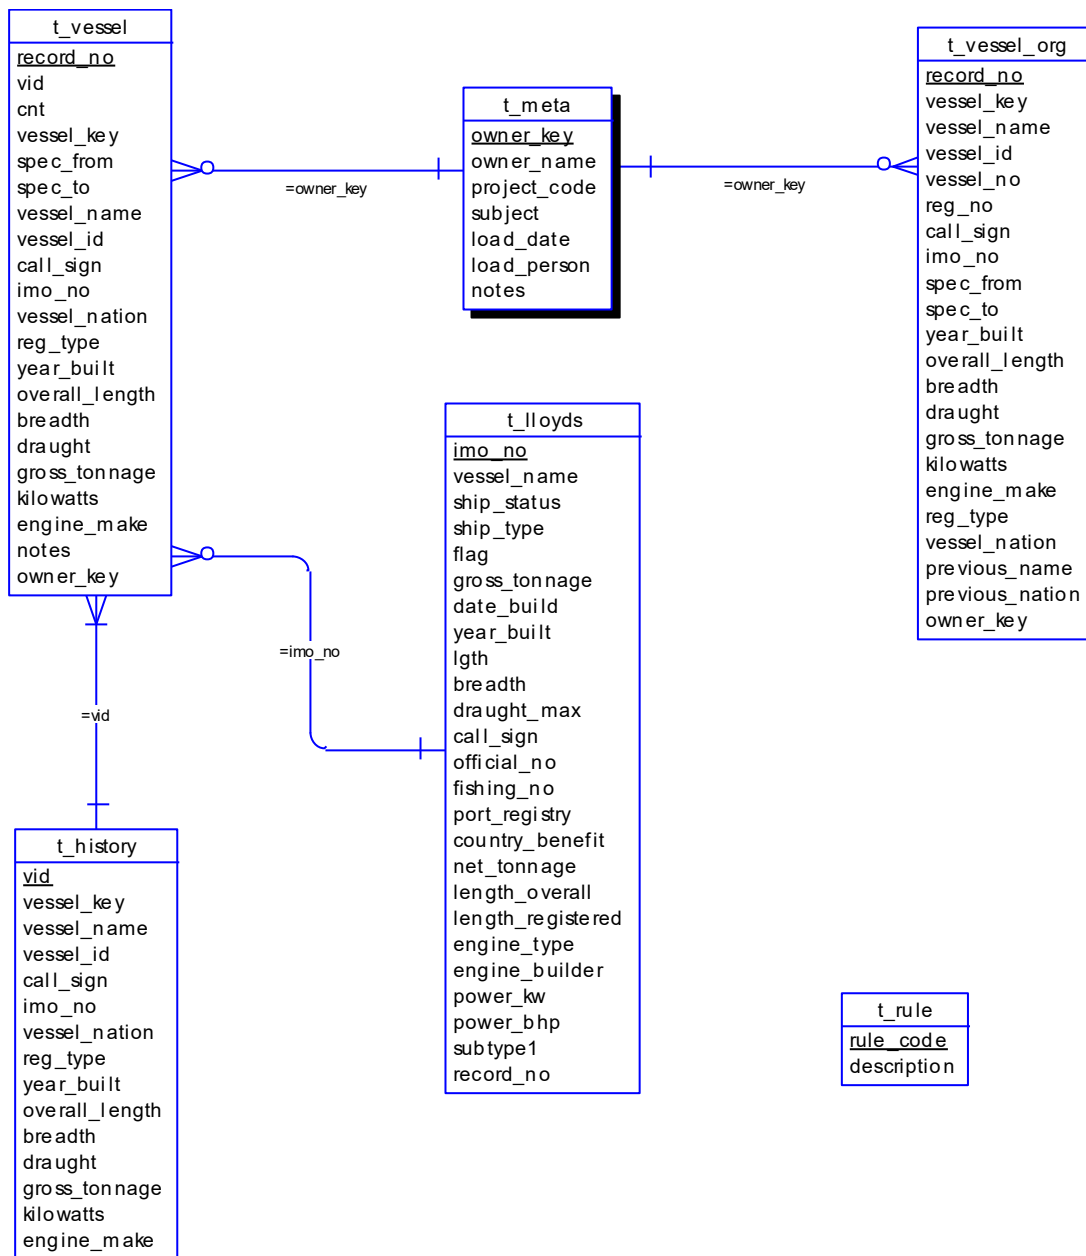 t_vessel
record_no
vid
cnt
vessel_key
spec_from
spec_to
vessel_name
vessel_id
call_sign
imo_no
vessel_nation
reg_type
year_built
overall_length
breadth
draught
gross_tonnage
kilowatts
engine_make
notes
owner_key
=owner_key
t_meta
owner_key
owner_name
project_code
subject
load_date
load_person
notes
=owner_key
t_vessel_org
record_no
vessel_key
vessel_name
vessel_id
vessel_no
reg_no
call_sign
imo_no
spec_from
spec_to
year_built
overall_length
breadth
draught
gross_tonnage
kilowatts
engine_make
reg_type
vessel_nation
previous_name
previous_nation
owner_key
=imo_no
t_lloyds
imo_no
vessel_name
ship_status
ship_type
flag
gross_tonnage
date_build
year_built
lgth
breadth
draught_max
call_sign
official_no
fishing_no
port_registry
country_benefit
net_tonnage
length_overall
length_registered
engine_type
engine_builder
power_kw
power_bhp
subtype1
record_no
=vid
t_history
vid
vessel_key
vessel_name
vessel_id
call_sign
imo_no
vessel_nation
reg_type
year_built
overall_length
breadth
draught
gross_tonnage
kilowatts
engine_make
t_rule
rule_code
description